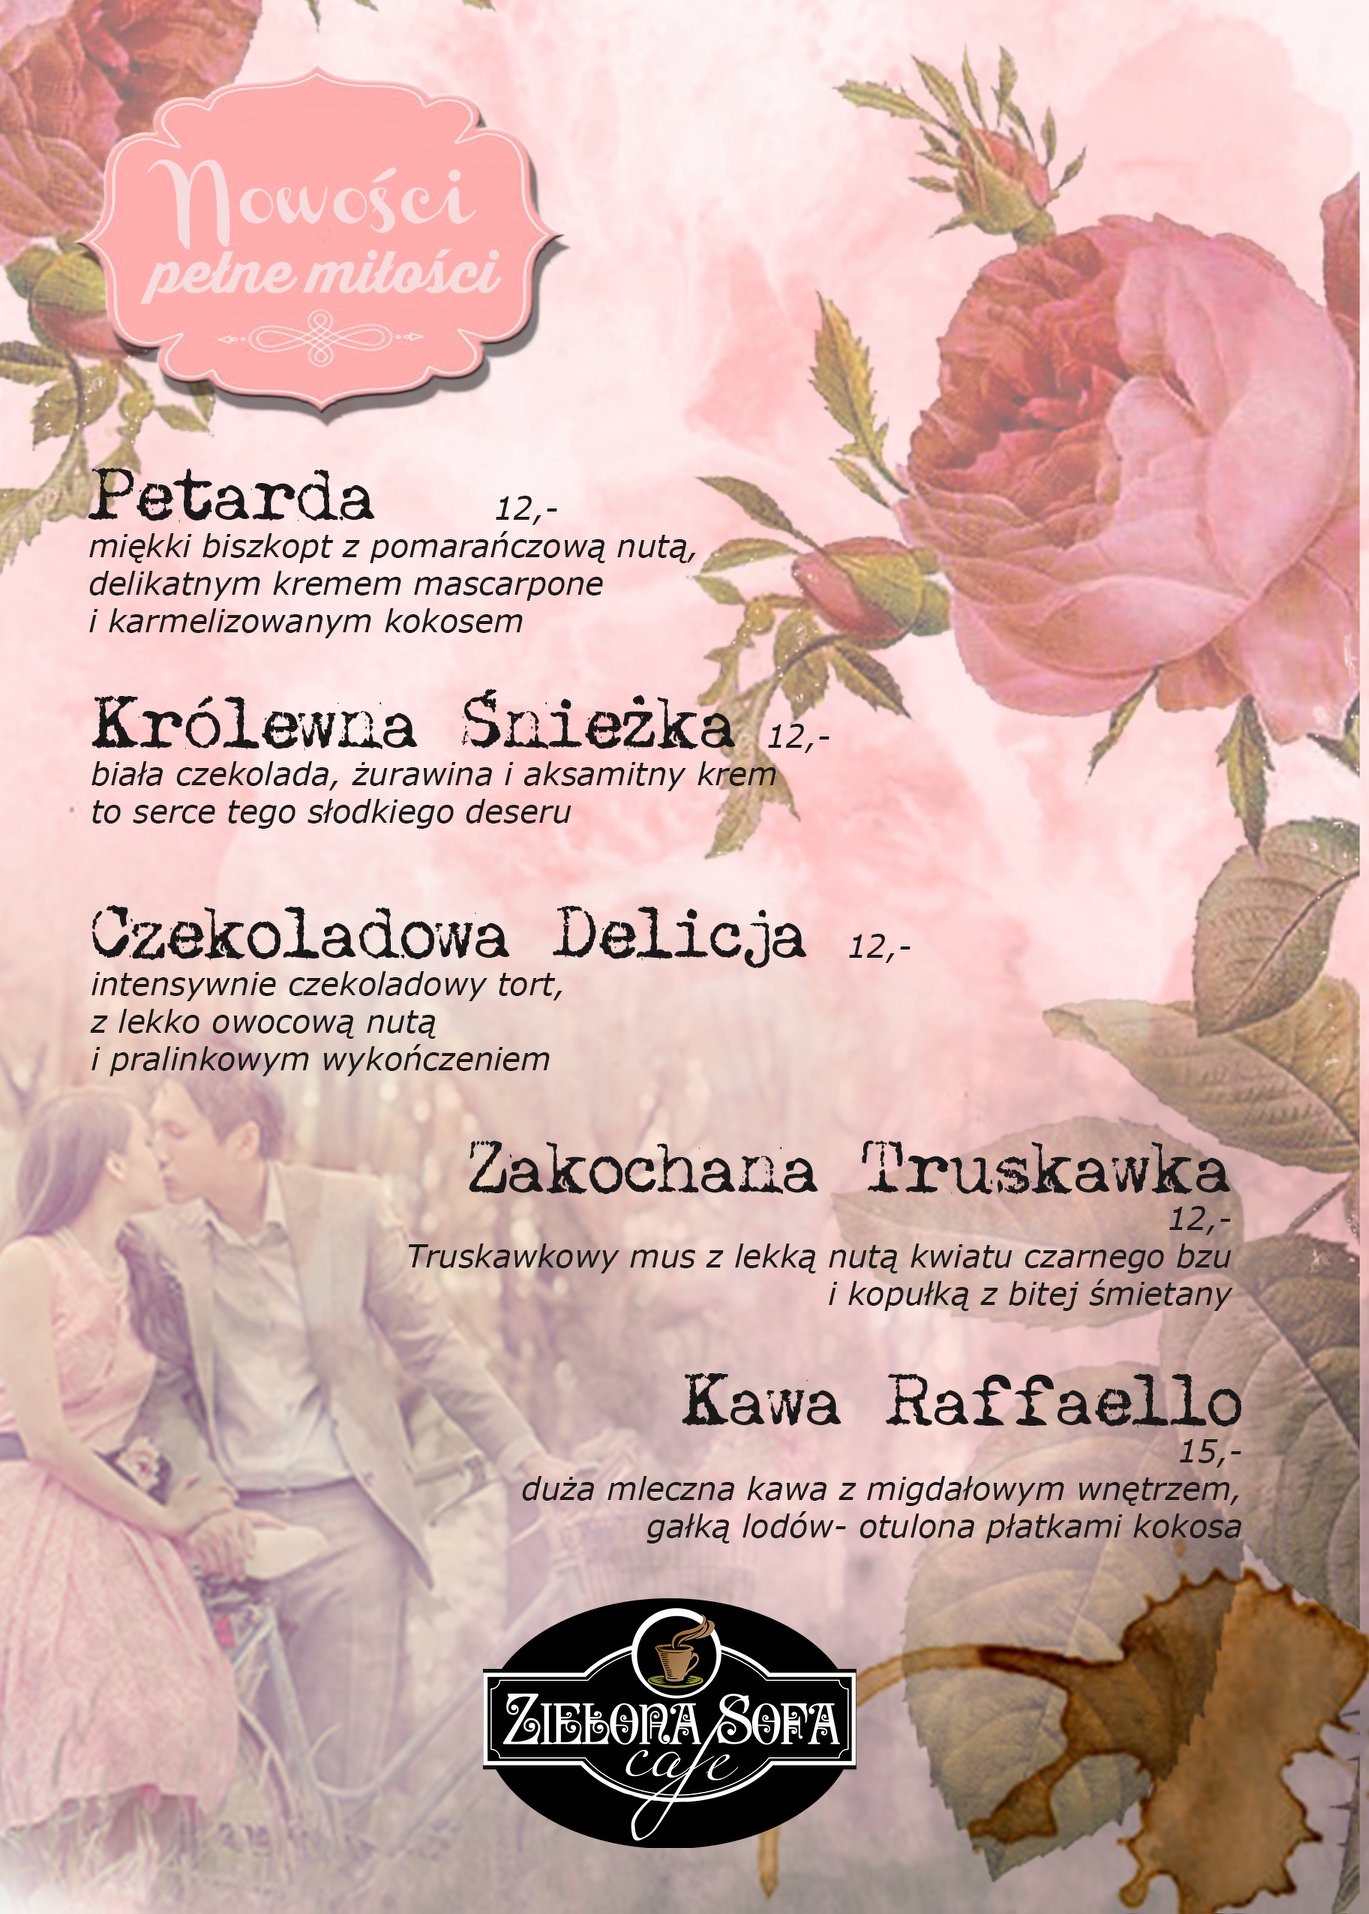 Nowości
pełne miłości
Petarda 12,-
miękki biszkopt z pomarańczową nutą,
delikatnym kremem mascarpone
i karmelizowanym kokosem
Królewna Śnieżka 12,-
biała czekolada, żurawina i aksamitny krem
to serce tego słodkiego deseru
Czekoladowa Delicja 12,-
intensywnie czekoladowy tort,
z lekko owocową nutą
i pralinkowym wykończeniem
Zakochana Truskawka
12,-
Truskawkowy mus z lekką nutą kwiatu czarnego bzu
i kopułką z bitej śmietany
Kawa Raffaello
15,-
duża mleczna kawa z migdałowym wnętrzem,
gałką lodów- otulona płatkami kokosa
ZIELONA SOFA
cafe